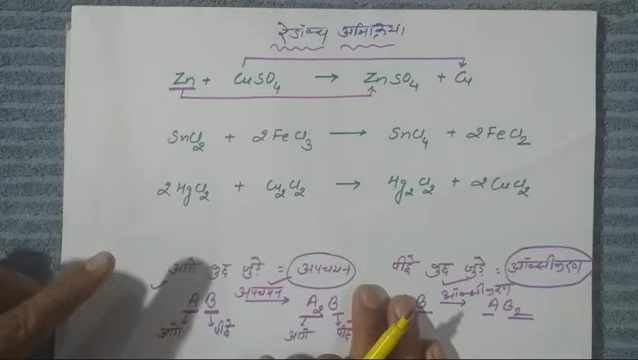 रेडॉक्स अभिक्रिया
Zn + CuSO₄ → ZnSO₄ + Cu
SnCl₂ + 2FeCl₃ → SnCl₄ + 2FeCl₂
2HgCl₂ + Cu₂Cl₂ → Hg₂Cl₂ + 2CuCl₂
आगे कुछ जुड़े = अपचयन पीछे कुछ जुड़े = ऑक्सीकरण
A B अपचयन → A₂ B B ऑक्सीकरण → A B₂
आगे पीछे आगे पीछे